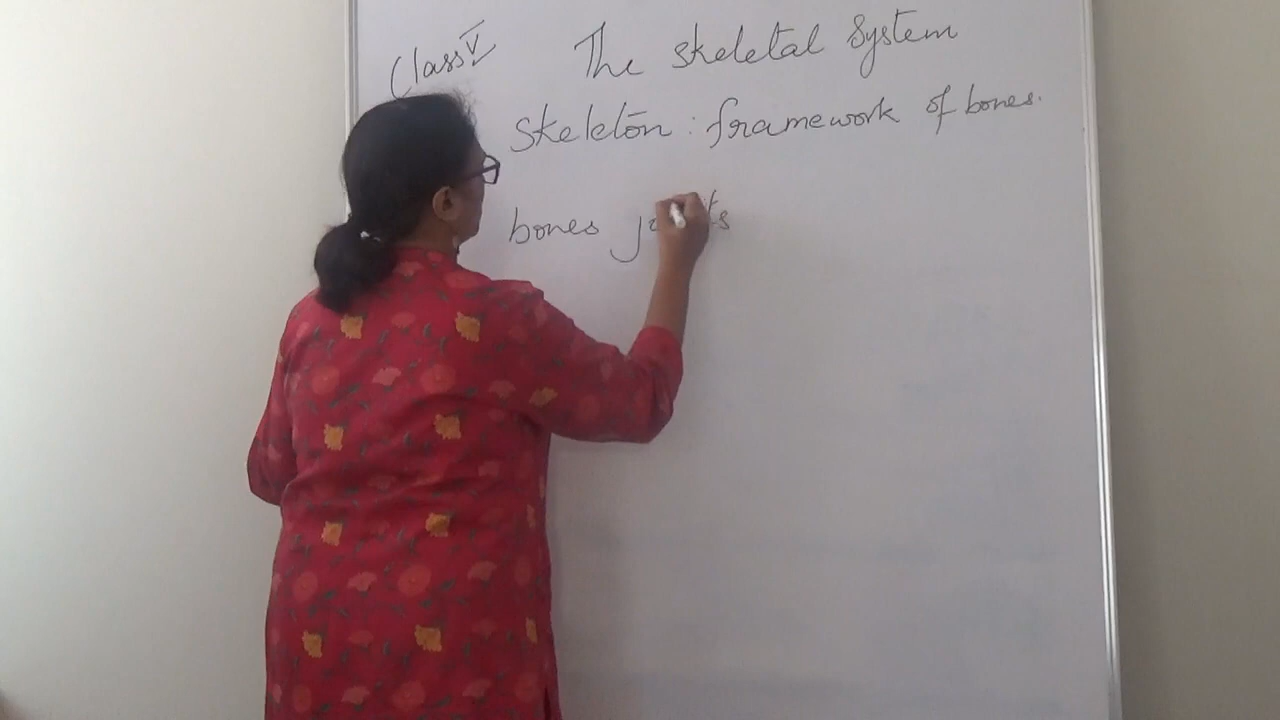 Class V
The Skeletal System
Skeleton : framework of bones.
bones